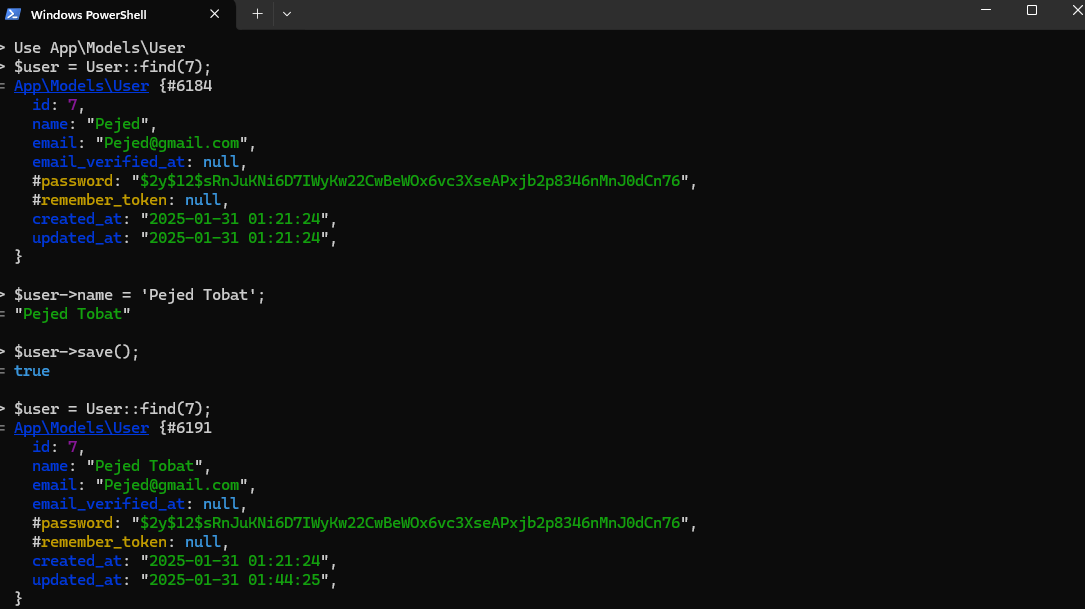 Windows PowerShell
> Use App\Models\User
> $user = User::find(7);
= App\Models\User {#6184
id: 7,
name: "Pejed",
email: "Pejed@gmail.com",
email_verified_at: null,
#password: "$2y$12$sRnJuKNi6D7IWyKw22CwBeWOx6vc3XseAPxjb2p8346nMnJ0dCn76",
#remember_token: null,
created_at: "2025-01-31 01:21:24",
updated_at: "2025-01-31 01:21:24",
}
> $user->name = 'Pejed Tobat';
= "Pejed Tobat"
> $user->save();
= true
> $user = User::find(7);
= App\Models\User {#6191
id: 7,
name: "Pejed Tobat",
email: "Pejed@gmail.com",
email_verified_at: null,
#password: "$2y$12$sRnJuKNi6D7IWyKw22CwBeWOx6vc3XseAPxjb2p8346nMnJ0dCn76",
#remember_token: null,
created_at: "2025-01-31 01:21:24",
updated_at: "2025-01-31 01:44:25",
}